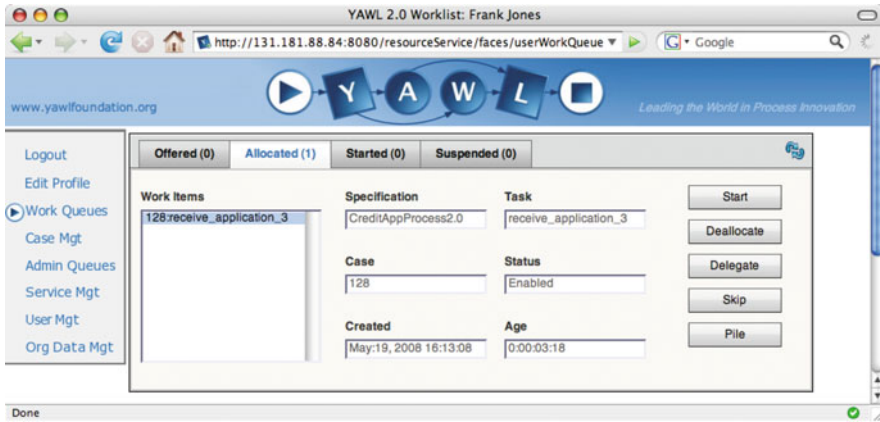 YAWL 2.0 Worklist: Frank Jones
http://131.181.88.84:8080/resourceService/faces/userWorkQueue
G Google
www.yawlfoundation.org
YAWL
Leading the World in Process Innovation
Logout
Edit Profile
Work Queues
Case Mgt
Admin Queues
Service Mgt
User Mgt
Org Data Mgt
Offered (0) Allocated (1) Started (0) Suspended (0)
Work Items
128:receive_application_3
Specification
CreditAppProcess2.0
Task
receive_application_3
Case
128
Status
Enabled
Created
May:19, 2008 16:13:08
Age
0:00:03:18
Start
Deallocate
Delegate
Skip
Pile
Done